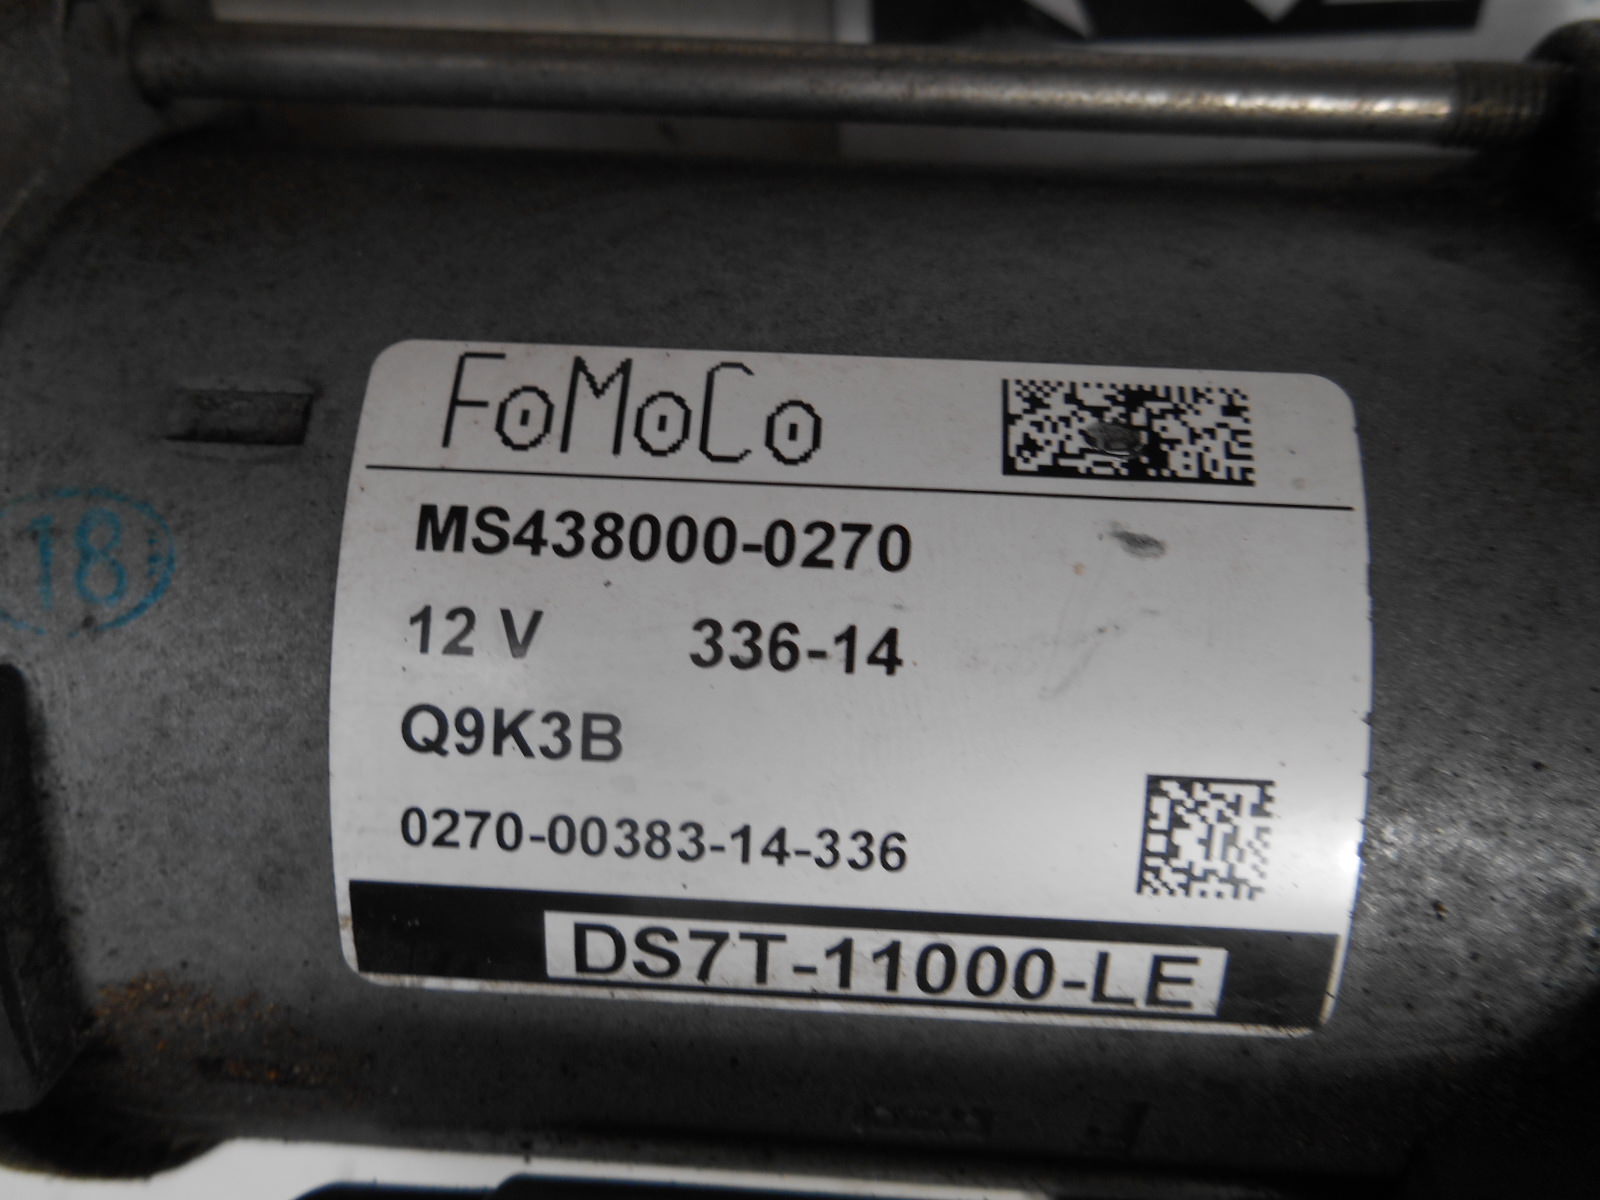 FoMoCo
MS438000-0270
12 V 336-14
Q9K3B
0270-00383-14-336
DS7T-11000-LE
18